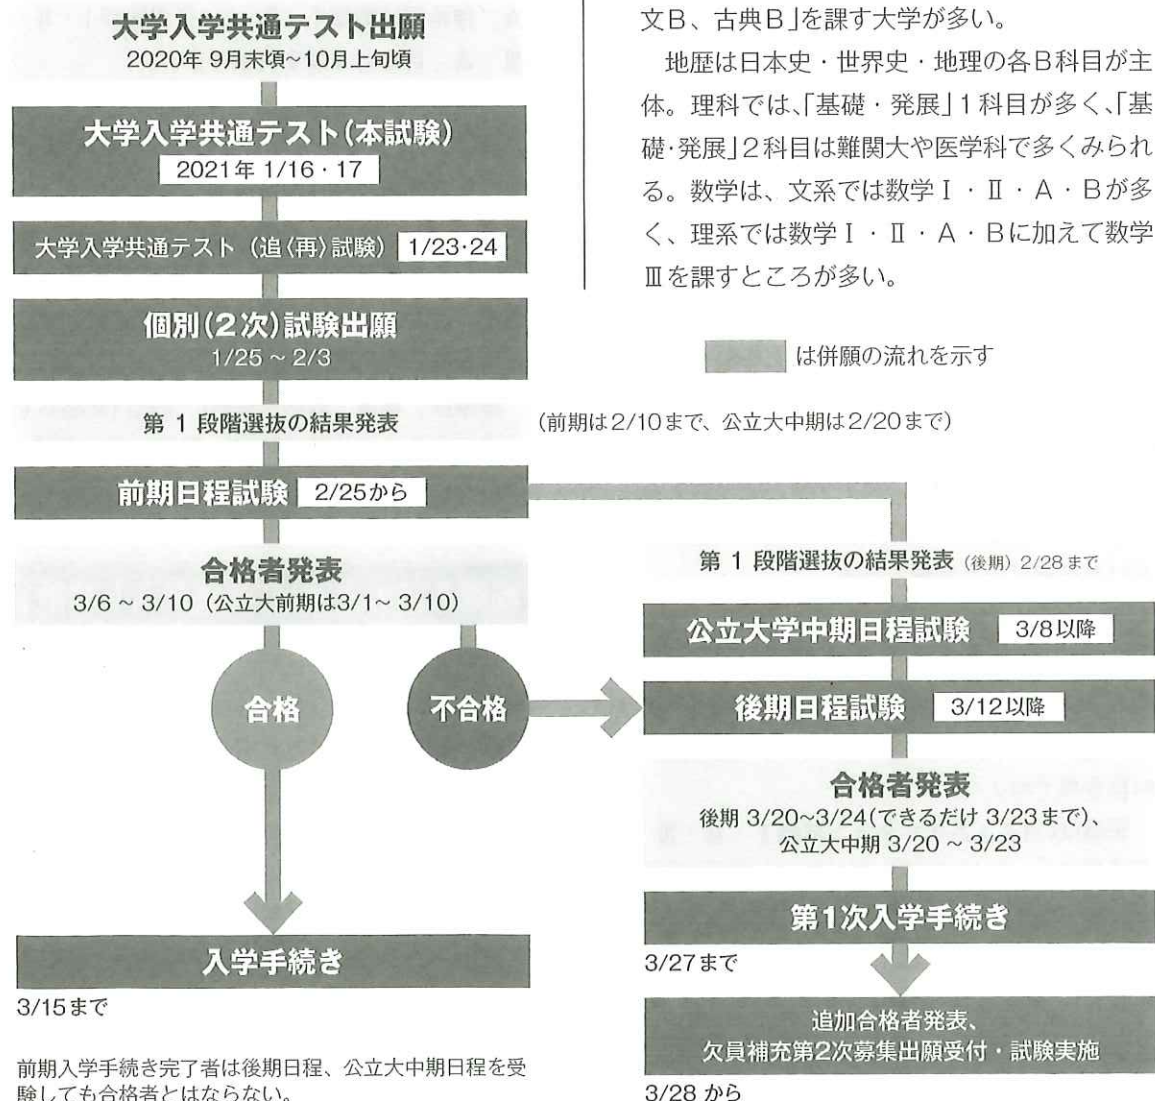 大学入学共通テスト出願
2020年 9月末頃~10月上旬頃
大学入学共通テスト(本試験)
2021年 1/16・17
大学入学共通テスト（追〈再〉試験） 1/23・24
個別(2次)試験出願
1/25 ~ 2/3
第 1 段階選抜の結果発表
（前期は2/10まで、公立大中期は2/20まで）
前期日程試験 2/25から
合格者発表
3/6 ~ 3/10（公立大前期は3/1~ 3/10）
合格
不合格
入学手続き
3/15まで
前期入学手続き完了者は後期日程、公立大中期日程を受
験しても合格者とはならない。
文B、古典B」を課す大学が多い。
地歴は日本史・世界史・地理の各B科目が主
体。理科では、「基礎・発展」1科目が多く、「基
礎・発展」2科目は難関大や医学科で多くみられ
る。数学は、文系では数学Ⅰ・Ⅱ・A・Bが多
く、理系では数学Ⅰ・Ⅱ・A・Bに加えて数学
Ⅲを課すところが多い。
は併願の流れを示す
第 1 段階選抜の結果発表（後期）2/28まで
公立大学中期日程試験 3/8以降
後期日程試験 3/12以降
合格者発表
後期 3/20~3/24(できるだけ 3/23まで)、
公立大中期 3/20 ~ 3/23
第1次入学手続き
3/27まで
追加合格者発表、
欠員補充第2次募集出願受付・試験実施
3/28 から